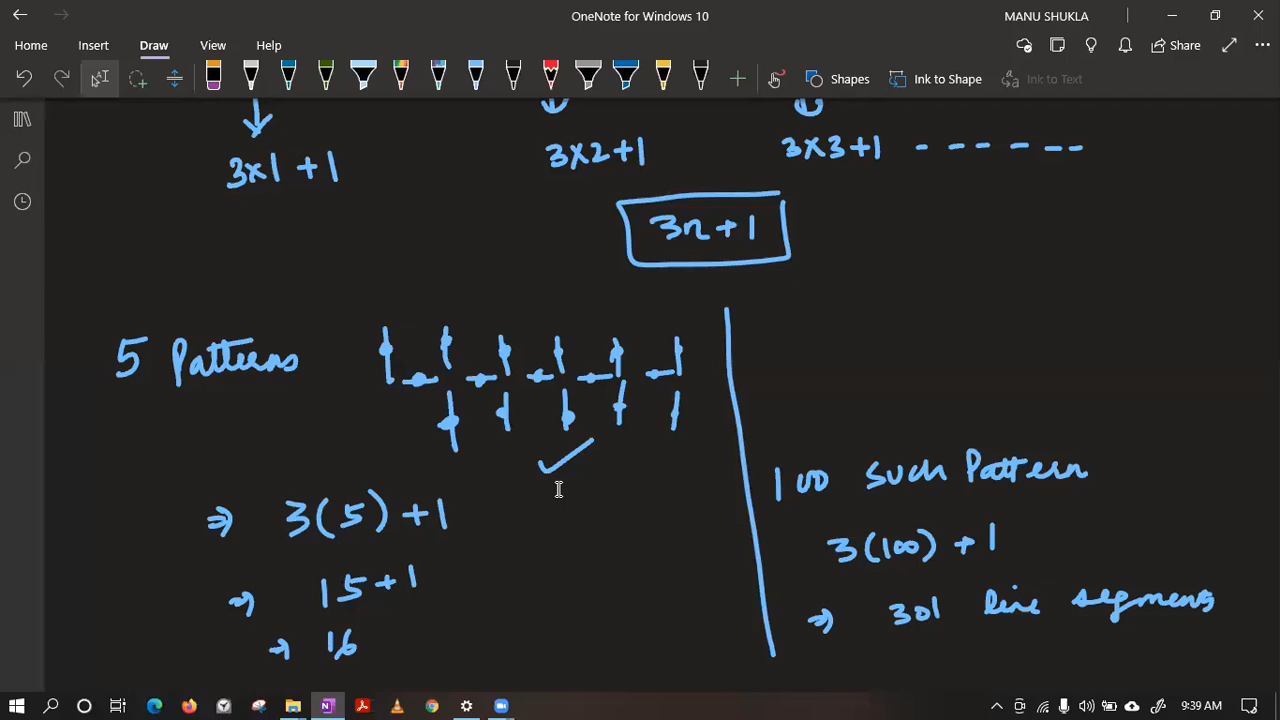 OneNote for Windows 10
MANU SHUKLA
Home Insert Draw View Help
Share
Shapes Ink to Shape Ink to Text
3x1 +1 3x2 +1 3x3 +1 - - - - - -
3n + 1
5 Patterns
⇒ 3(5) +1
⇒ 15 + 1
⇒ 16
100 such Pattern
3(100) + 1
⇒ 301 line segments
9:39 AM